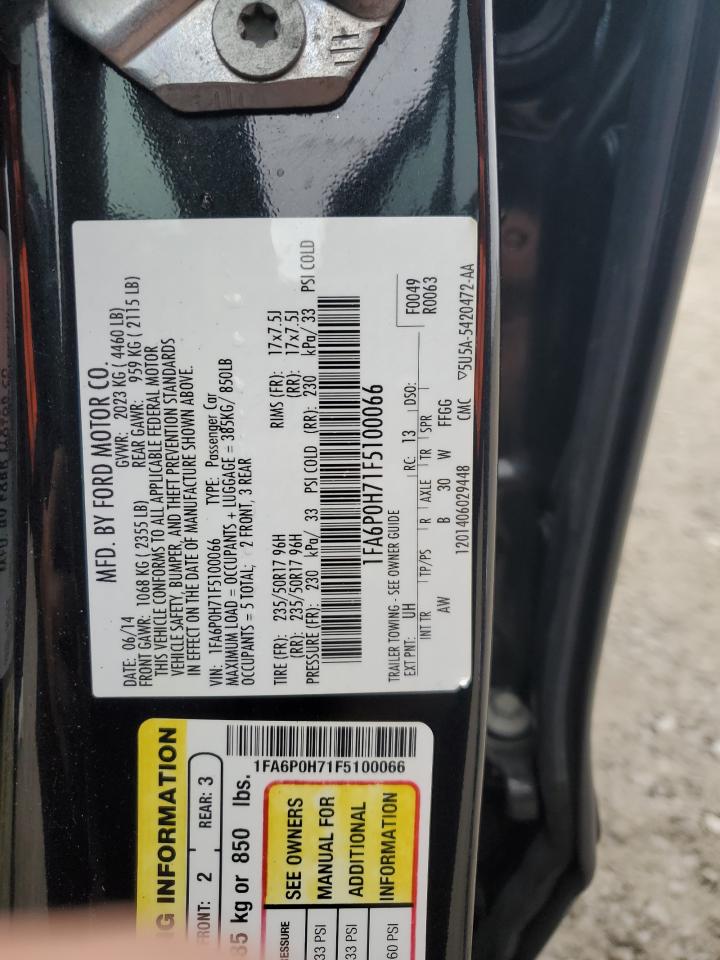 MFD. BY FORD MOTOR CO.
DATE: 06/14 GVWR: 2023 KG ( 4460 LB)
FRONT GAWR: 1068 KG ( 2355 LB) REAR GAWR: 959 KG ( 2115 LB)
THIS VEHICLE CONFORMS TO ALL APPLICABLE FEDERAL MOTOR
VEHICLE SAFETY, BUMPER, AND THEFT PREVENTION STANDARDS
IN EFFECT ON THE DATE OF MANUFACTURE SHOWN ABOVE.
VIN: 1FA6P0H71F5100066 TYPE: Passenger Car
MAXIMUM LOAD = OCCUPANTS + LUGGAGE = 385KG/ 850LB
OCCUPANTS = 5 TOTAL; 2 FRONT, 3 REAR
TIRE (FR): 235/50R17 96H RIMS (FR): 17x7.5J
(RR): 235/50R17 96H (RR): 17x7.5J
PRESSURE (FR): 230 kPa/ 33 PSI COLD (RR): 230 kPa/ 33 PSI COLD
1FA6P0H71F5100066
TRAILER TOWING - SEE OWNER GUIDE F0049
EXT PNT: UH RC: 13 DSO: R0063
INT TR TP/PS R AXLE TR SPR
AW B 30 W FFGG
1201406029448 CMC ▽5U5A-5420472-AA
NG INFORMATION
FRONT: 2 REAR: 3
85 kg or 850 lbs.
1FA6P0H71F5100066
SEE OWNERS
MANUAL FOR
ADDITIONAL
INFORMATION
RESSURE
33 PSI
33 PSI
60 PSI